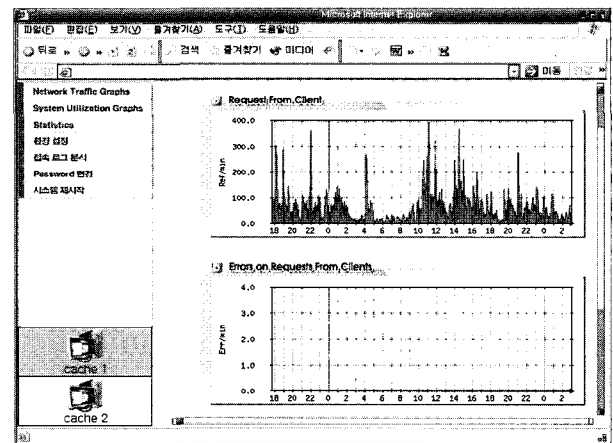 Microsoft Internet Explorer
파일(F) 편집(E) 보기(V) 즐겨찾기(A) 도구(T) 도움말(H)
뒤로 » » 검색 즐겨찾기 미디어 »
이동 »
Network Traffic Graphs
System Utilization Graphs
Statistics
환경 설정
접속 로그 분석
Password 변경
시스템 재시작
cache 1
cache 2
Request From Client
Ref/min
400.0
300.0
200.0
100.0
0.0
18 20 22 0 2 4 6 8 10 12 14 16 18 20 22 0 2
Errors on Requests From Clients
Err/min
4.0
3.0
2.0
1.0
0.0
18 20 22 0 2 4 6 8 10 12 14 16 18 20 22 0 2